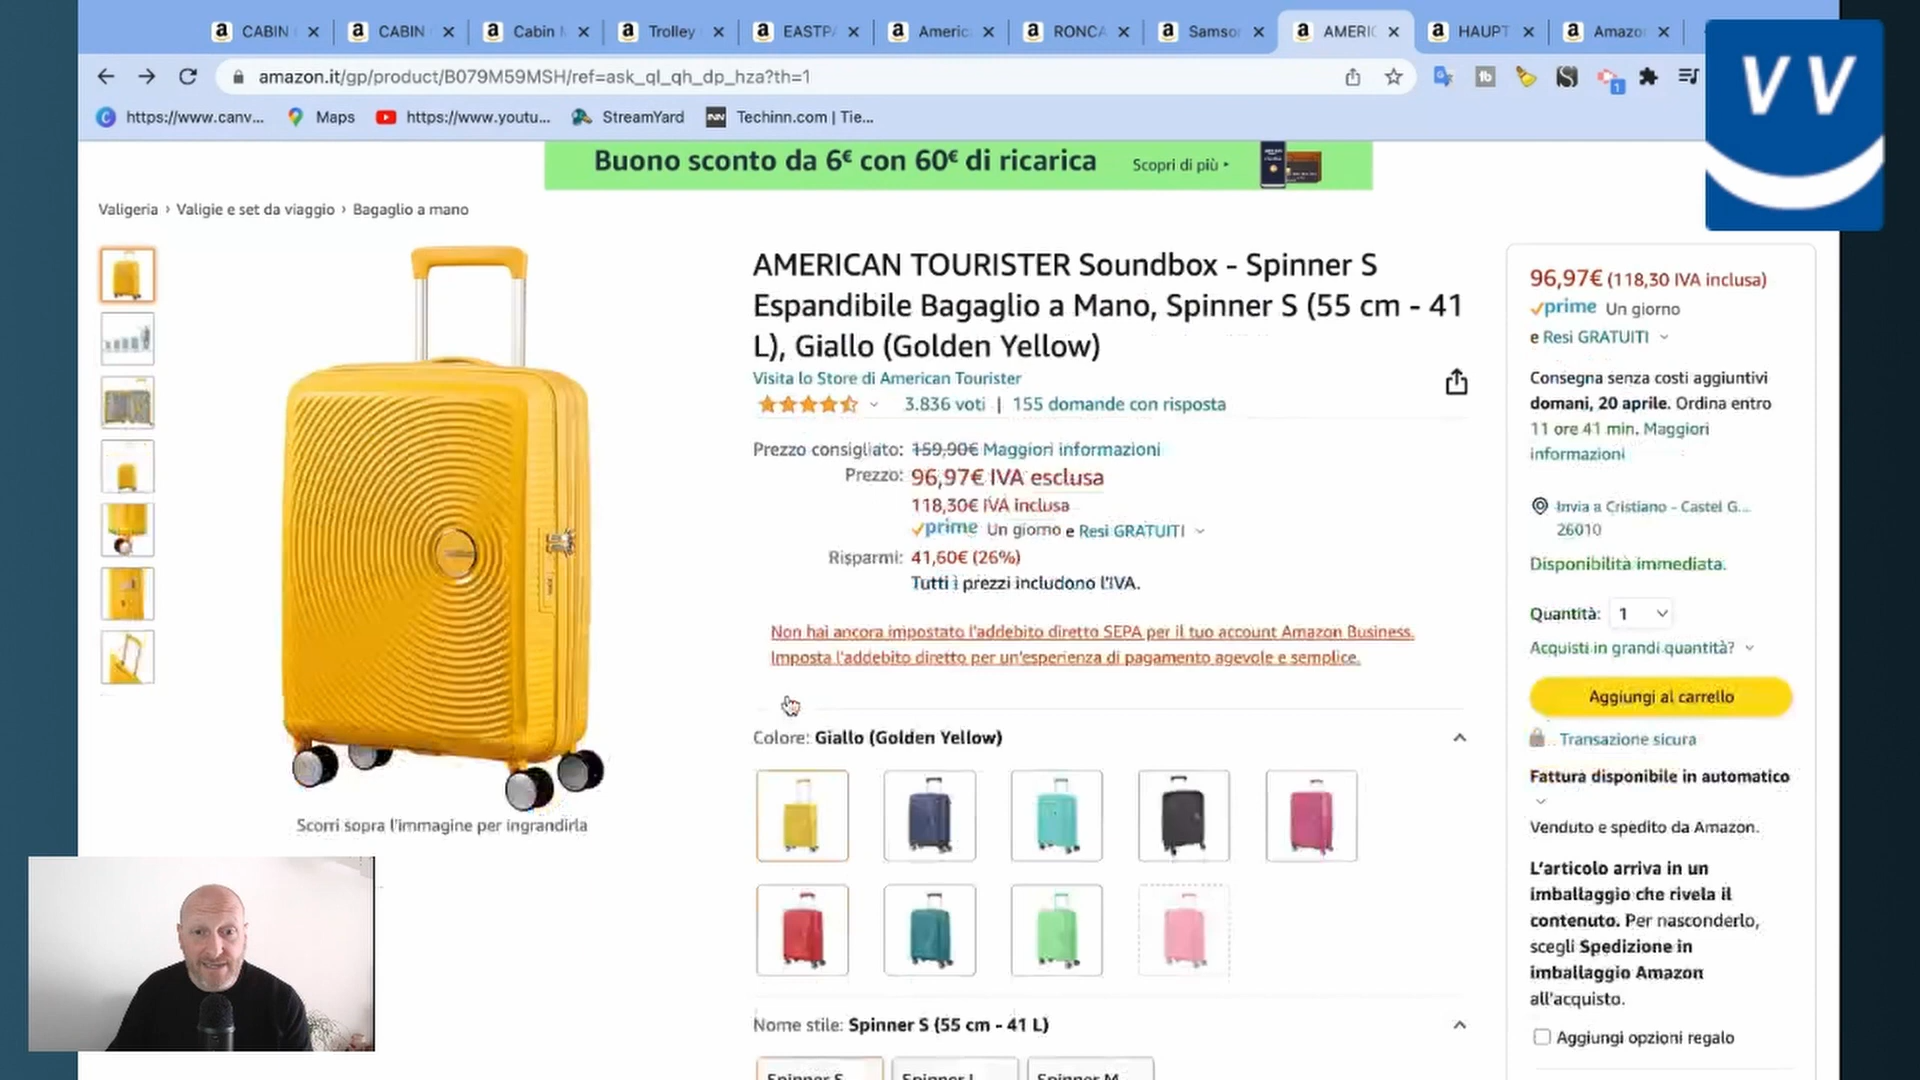 CABIN
CABIN
Cabin
Trolley
EASTP
Americ
RONCA
Samso
AMERIC
HAUPT
Amazo
amazon.it/gp/product/B079M59MSH/ref=ask_ql_qh_dp_hza?th=1
https://www.canv...
Maps
https://www.youtu...
StreamYard
Techinn.com | Tie...
VV
Buono sconto da 6€ con 60€ di ricarica
Scopri di più
Valigeria › Valigie e set da viaggio › Bagaglio a mano
AMERICAN TOURISTER Soundbox - Spinner S
Espandibile Bagaglio a Mano, Spinner S (55 cm - 41
L), Giallo (Golden Yellow)
Visita lo Store di American Tourister
3.836 voti | 155 domande con risposta
Prezzo consigliato: 159,90€ Maggiori informazioni
Prezzo: 96,97€ IVA esclusa
118,30€ IVA inclusa
prime Un giorno e Resi GRATUITI
Risparmi: 41,60€ (26%)
Tutti i prezzi includono l'IVA.
Non hai ancora impostato l'addebito diretto SEPA per il tuo account Amazon Business.
Imposta l'addebito diretto per un'esperienza di pagamento agevole e semplice.
Colore: Giallo (Golden Yellow)
Nome stile: Spinner S (55 cm - 41 L)
Spinner S
Spinner L
Spinner M
Scorri sopra l'immagine per ingrandirla
96,97€ (118,30 IVA inclusa)
prime Un giorno
e Resi GRATUITI
Consegna senza costi aggiuntivi
domani, 20 aprile. Ordina entro
11 ore 41 min. Maggiori
informazioni
Invia a Cristiano - Castel G...
26010
Disponibilità immediata.
Quantità: 1
Acquisti in grandi quantità?
Aggiungi al carrello
Transazione sicura
Fattura disponibile in automatico
Venduto e spedito da Amazon.
L'articolo arriva in un
imballaggio che rivela il
contenuto. Per nasconderlo,
scegli Spedizione in
imballaggio Amazon
all'acquisto.
Aggiungi opzioni regalo